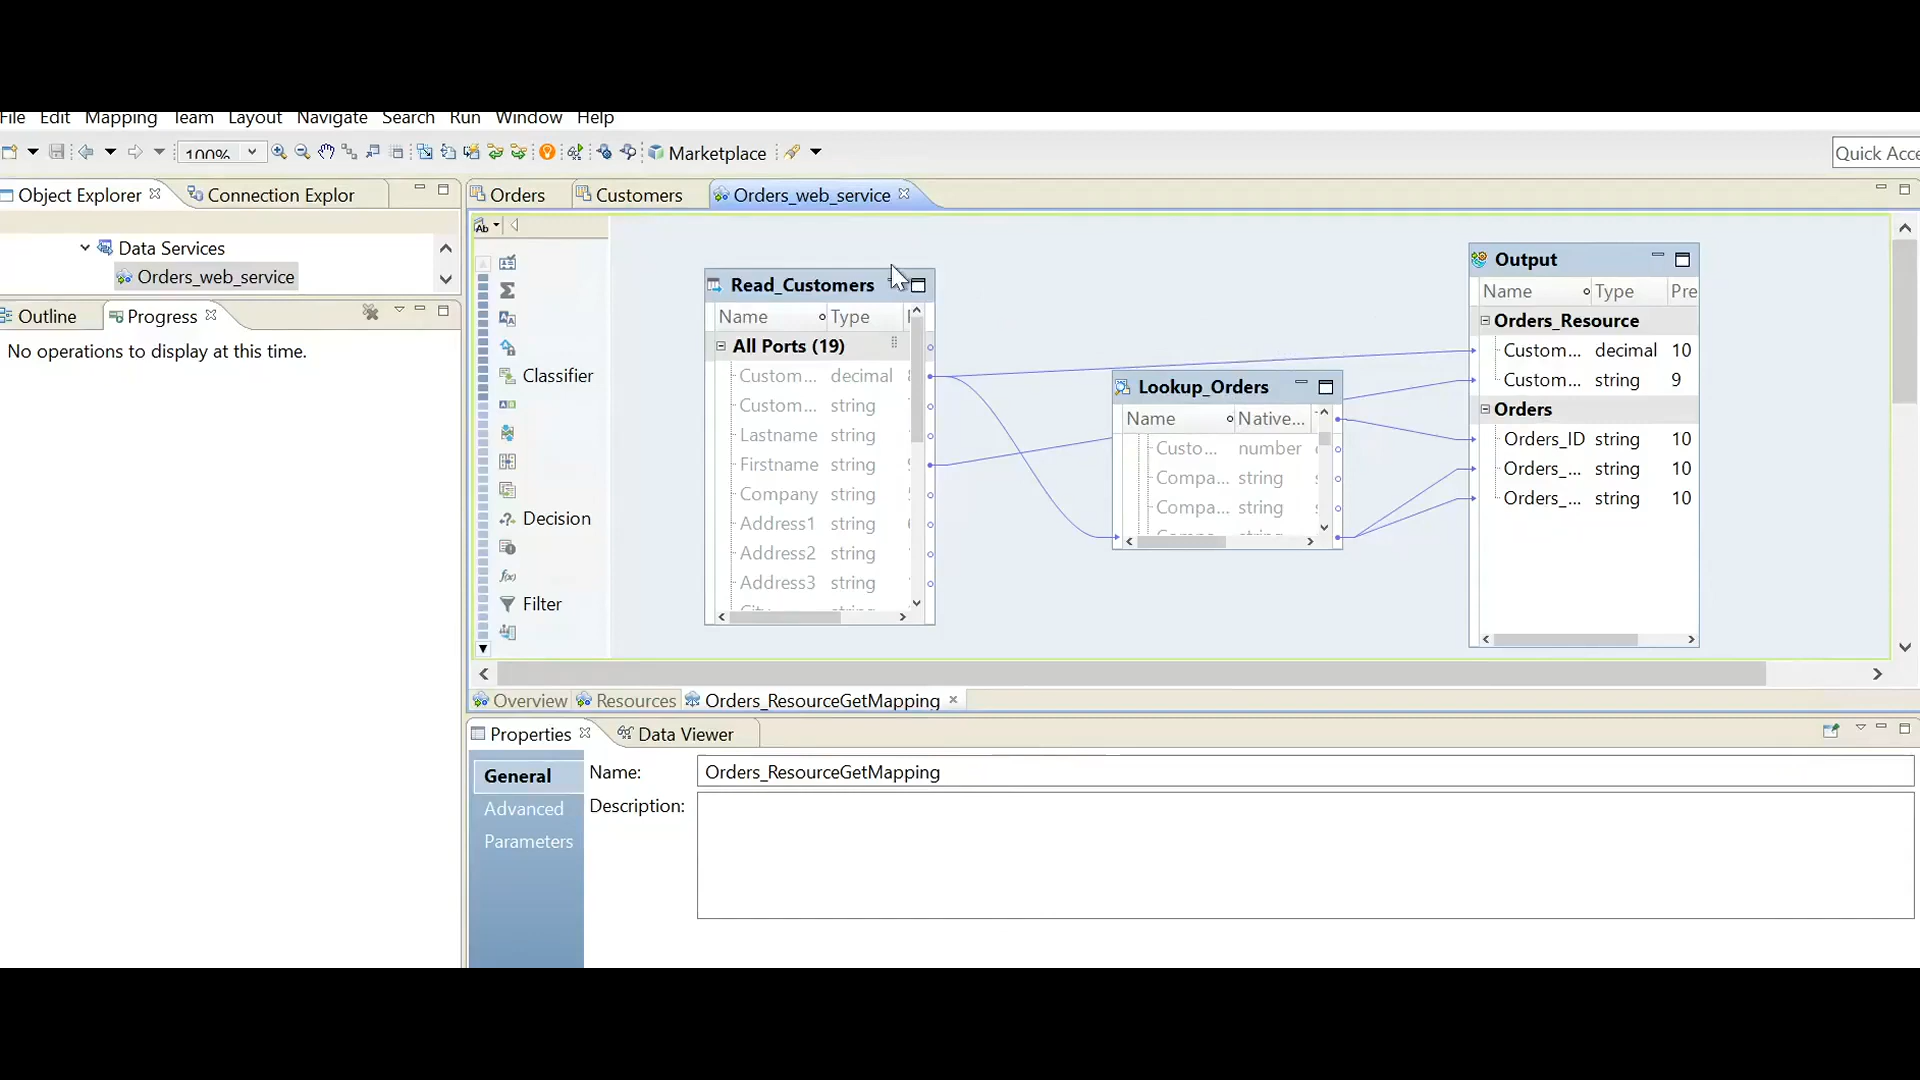 File Edit Mapping Team Layout Navigate Search Run Window Help
100% Marketplace Quick Acce
Object Explorer Connection Explor
Orders Customers Orders_web_service
Data Services
Orders_web_service
Outline Progress
No operations to display at this time.
Ab
Classifier
Decision
Filter
Read_Customers
Name Type
All Ports (19)
Custom... decimal
Custom... string
Lastname string
Firstname string
Company string
Address1 string
Address2 string
Address3 string
Lookup_Orders
Name Native...
Custo... number
Compa... string
Compa... string
Output
Name Type Pre
Orders_Resource
Custom... decimal 10
Custom... string 9
Orders
Orders_ID string 10
Orders_... string 10
Orders_... string 10
Overview Resources Orders_ResourceGetMapping
Properties Data Viewer
General
Advanced
Parameters
Name: Orders_ResourceGetMapping
Description: